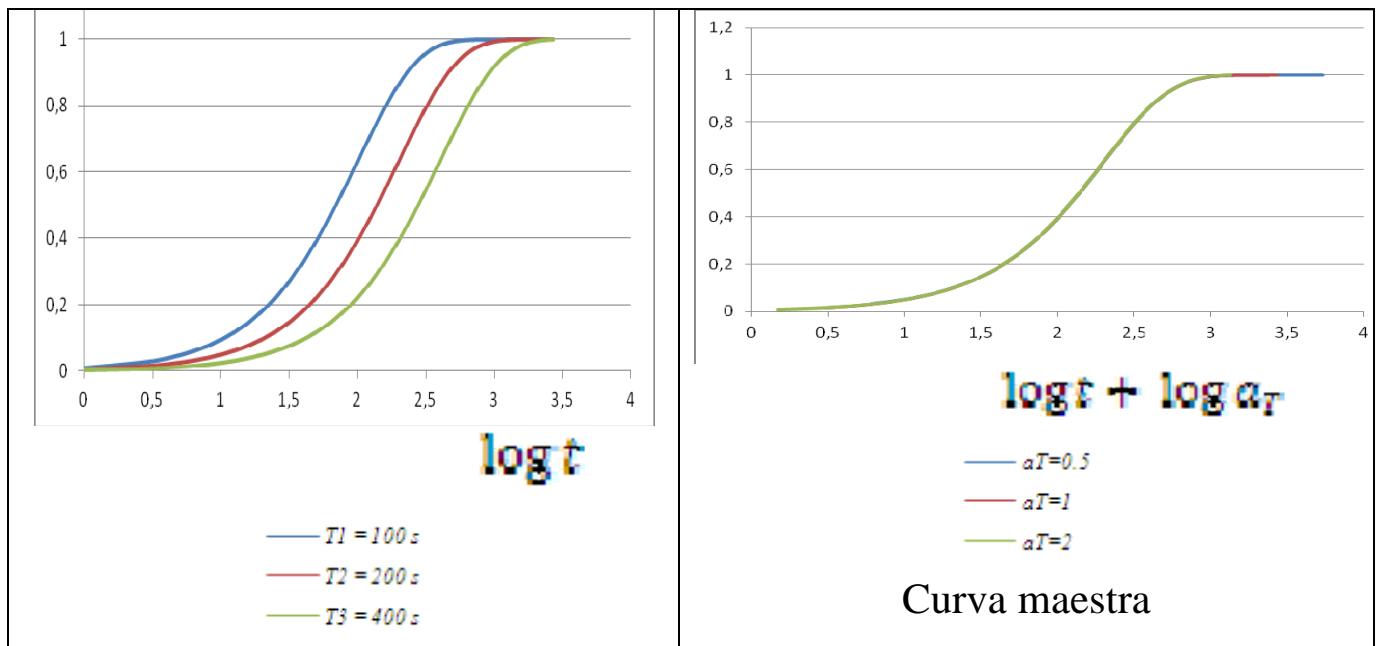 1
0,8
0,6
0,4
0,2
0
0 0,5 1 1,5 2 2,5 3 3,5 4
log t
T1 = 100 s
T2 = 200 s
T3 = 400 s
1,2
1
0,8
0,6
0,4
0,2
0
0 0,5 1 1,5 2 2,5 3 3,5 4
log t + log a_T
aT=0.5
aT=1
aT=2
Curva maestra